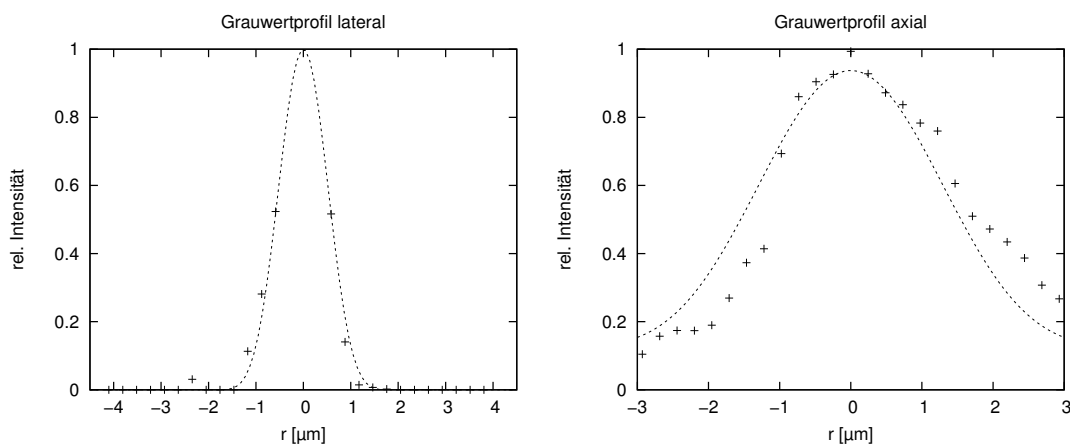 Grauwertprofil lateral
1
0.8
0.6
0.4
0.2
0
rel. Intensität
−4 −3 −2 −1 0 1 2 3 4
r [µm]
Grauwertprofil axial
1
0.8
0.6
0.4
0.2
0
rel. Intensität
−3 −2 −1 0 1 2 3
r [µm]